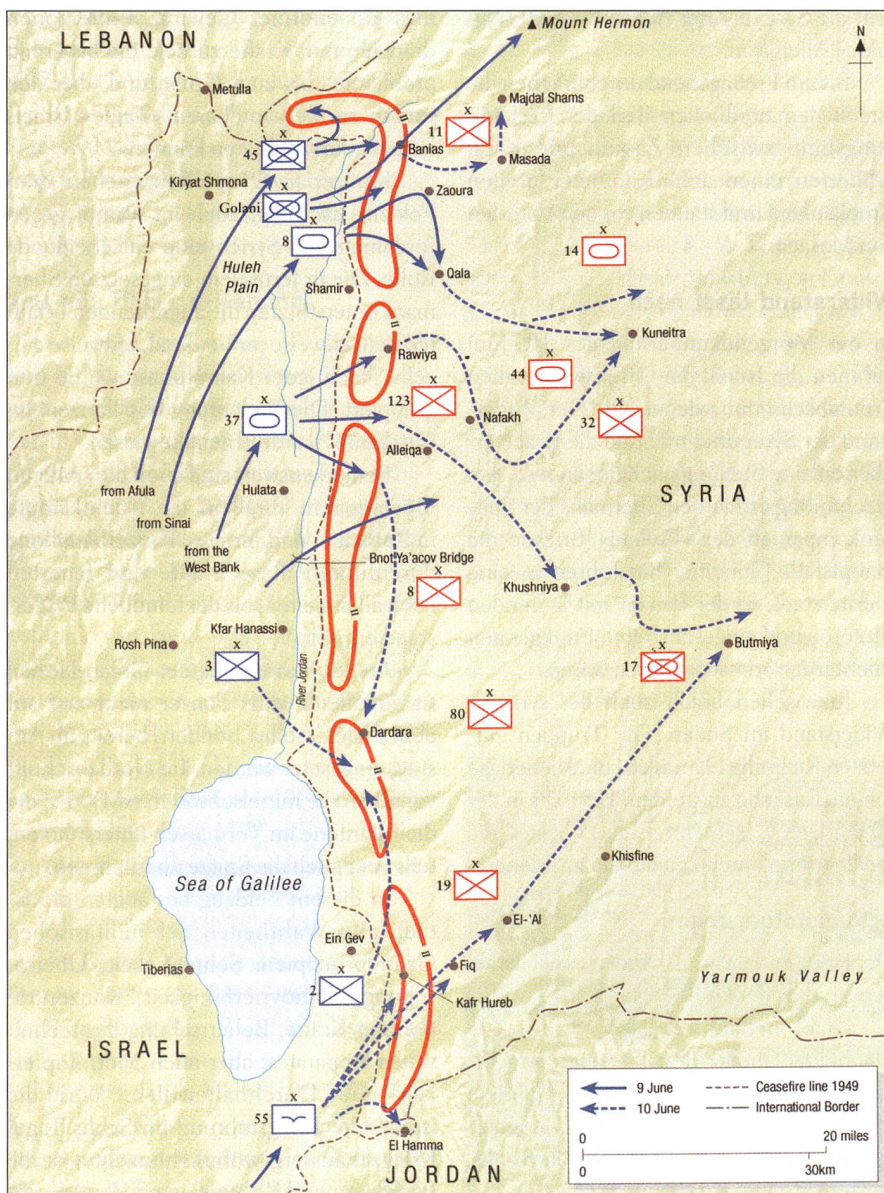 Mount Hermon
N
LEBANON
Metulla
Majdal Shams
x
11
x
45
Banias
Masada
Kiryat Shmona
x
Golani
Zaoura
x
8
x
14
Huleh
Plain
Qala
Shamir
Kuneitra
Rawiya
x
44
x
123
x
32
x
37
Nafakh
Alleiqa
SYRIA
from Afula
Hulata
from Sinai
from the
West Bank
Bnot Ya'acov Bridge
x
8
Khushniya
Kfar Hanassi
Rosh Pina
Butmiya
x
3
x
17
River Jordan
x
80
Dardara
Khisfine
Sea of Galilee
x
19
El-'Al
Ein Gev
Tiberias
Fiq
Yarmouk Valley
x
2
Kafr Hureb
ISRAEL
x
55
El Hamma
JORDAN
9 June
Ceasefire line 1949
10 June
International Border
0
20 miles
0
30km